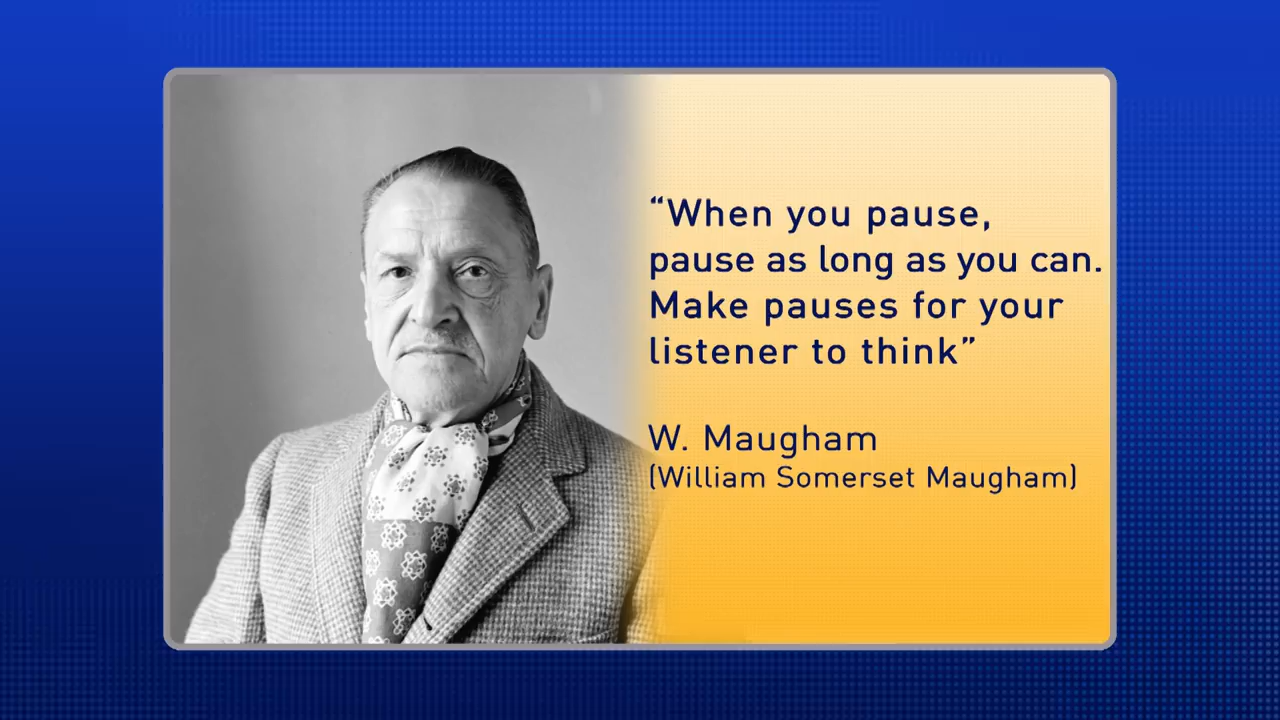 “When you pause,
pause as long as you can.
Make pauses for your
listener to think”
W. Maugham
(William Somerset Maugham)